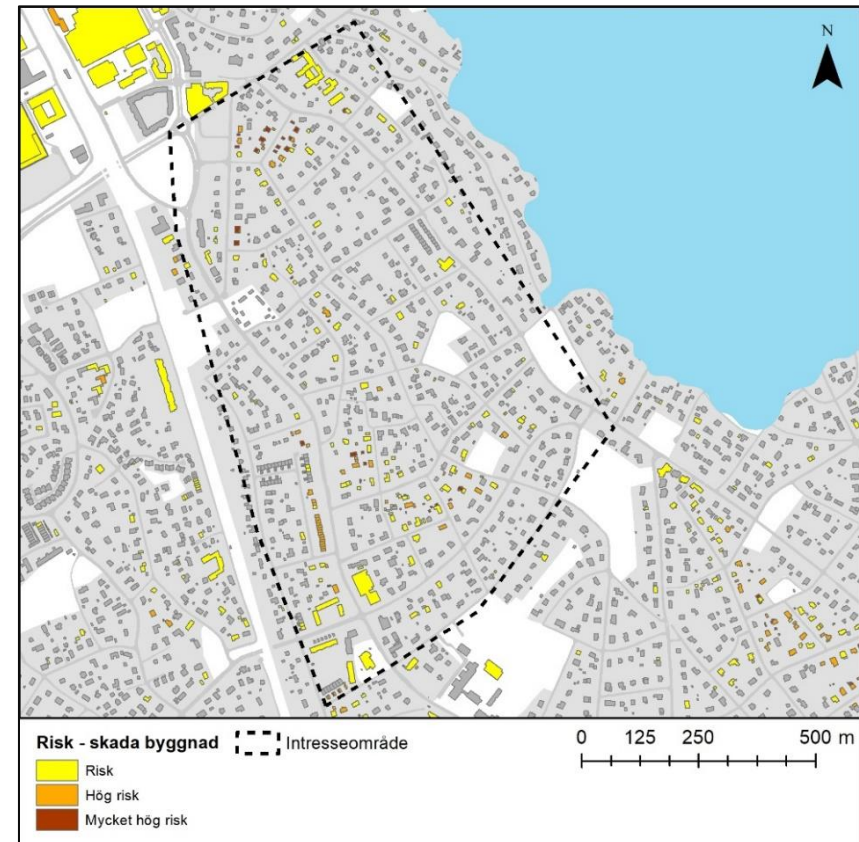 N
Risk - skada byggnad
Risk
Hög risk
Mycket hög risk
Intresseområde
0 125 250 500 m